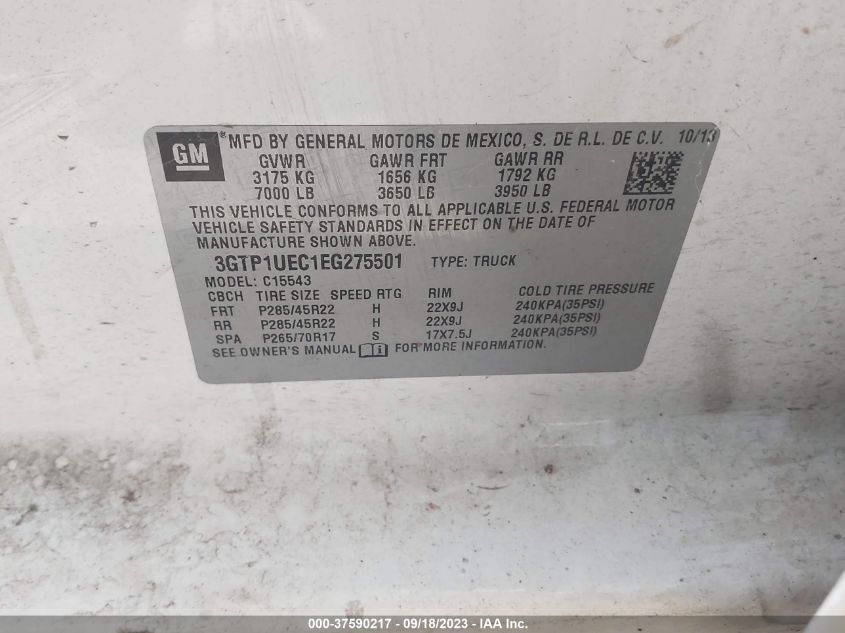 GM ® MFD BY GENERAL MOTORS DE MEXICO, S. DE R.L. DE C.V. 10/13
GVWR GAWR FRT GAWR RR
3175 KG 1656 KG 1792 KG
7000 LB 3650 LB 3950 LB
THIS VEHICLE CONFORMS TO ALL APPLICABLE U.S. FEDERAL MOTOR
VEHICLE SAFETY STANDARDS IN EFFECT ON THE DATE OF
MANUFACTURE SHOWN ABOVE.
3GTP1UEC1EG275501 TYPE: TRUCK
MODEL: C15543
CBCH TIRE SIZE SPEED RTG RIM COLD TIRE PRESSURE
FRT P285/45R22 H 22X9J 240KPA(35PSI)
RR P285/45R22 H 22X9J 240KPA(35PSI)
SPA P265/70R17 S 17X7.5J 240KPA(35PSI)
SEE OWNER'S MANUAL FOR MORE INFORMATION.
000-37590217 - 09/18/2023 - IAA Inc.